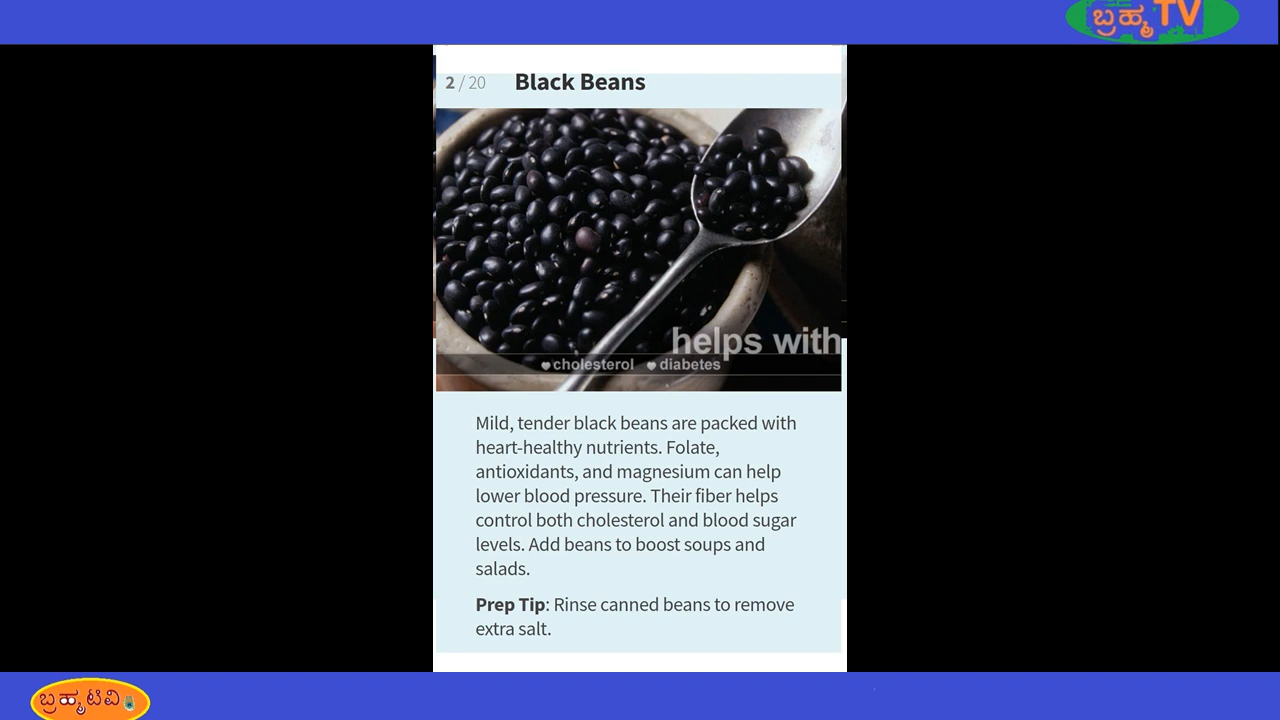 ಬ್ರಹ್ಮ TV
2 / 20 Black Beans
helps with
cholesterol diabetes
Mild, tender black beans are packed with
heart-healthy nutrients. Folate,
antioxidants, and magnesium can help
lower blood pressure. Their fiber helps
control both cholesterol and blood sugar
levels. Add beans to boost soups and
salads.
Prep Tip: Rinse canned beans to remove
extra salt.
ಬ್ರಹ್ಮ ಟಿವಿ